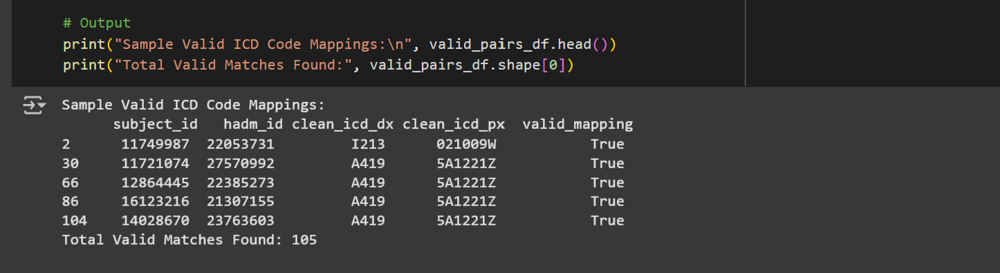 # Output
print("Sample Valid ICD Code Mappings:\n", valid_pairs_df.head())
print("Total Valid Matches Found:", valid_pairs_df.shape[0])
Sample Valid ICD Code Mappings:
subject_id hadm_id clean_icd_dx clean_icd_px valid_mapping
2 11749987 22053731 I213 021009W True
30 11721074 27570992 A419 5A1221Z True
66 12864445 22385273 A419 5A1221Z True
86 16123216 21307155 A419 5A1221Z True
104 14028670 23763603 A419 5A1221Z True
Total Valid Matches Found: 105